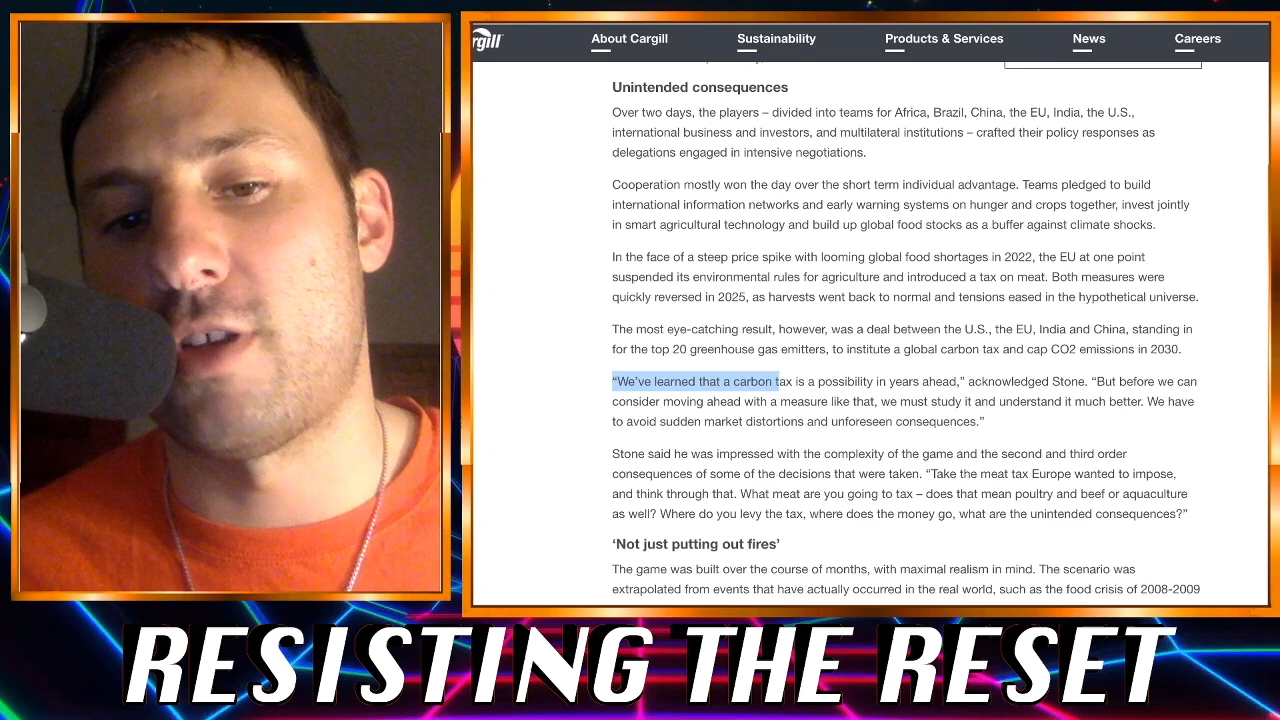 rgill
About Cargill
Sustainability
Products & Services
News
Careers
Unintended consequences
Over two days, the players – divided into teams for Africa, Brazil, China, the EU, India, the U.S.,
international business and investors, and multilateral institutions – crafted their policy responses as
delegations engaged in intensive negotiations.
Cooperation mostly won the day over the short term individual advantage. Teams pledged to build
international information networks and early warning systems on hunger and crops together, invest jointly
in smart agricultural technology and build up global food stocks as a buffer against climate shocks.
In the face of a steep price spike with looming global food shortages in 2022, the EU at one point
suspended its environmental rules for agriculture and introduced a tax on meat. Both measures were
quickly reversed in 2025, as harvests went back to normal and tensions eased in the hypothetical universe.
The most eye-catching result, however, was a deal between the U.S., the EU, India and China, standing in
for the top 20 greenhouse gas emitters, to institute a global carbon tax and cap CO2 emissions in 2030.
“We’ve learned that a carbon tax is a possibility in years ahead,” acknowledged Stone. “But before we can
consider moving ahead with a measure like that, we must study it and understand it much better. We have
to avoid sudden market distortions and unforeseen consequences.”
Stone said he was impressed with the complexity of the game and the second and third order
consequences of some of the decisions that were taken. “Take the meat tax Europe wanted to impose,
and think through that. What meat are you going to tax – does that mean poultry and beef or aquaculture
as well? Where do you levy the tax, where does the money go, what are the unintended consequences?”
‘Not just putting out fires’
The game was built over the course of months, with maximal realism in mind. The scenario was
extrapolated from events that have actually occurred in the real world, such as the food crisis of 2008-2009
RESISTING THE RESET